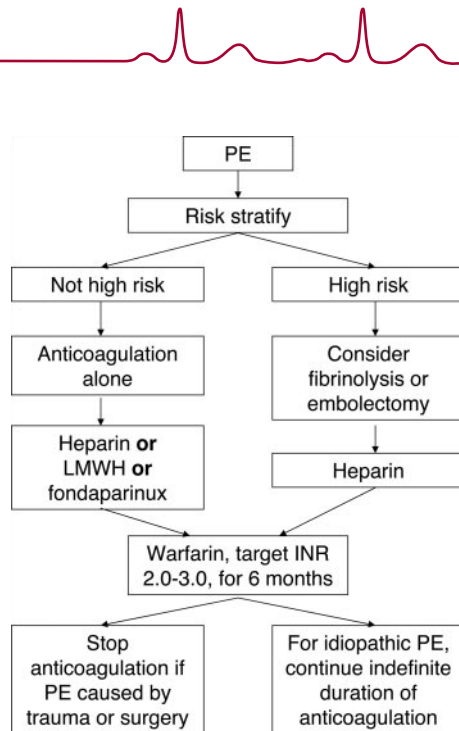 PE
Risk stratify
Not high risk
High risk
Anticoagulation
alone
Consider
fibrinolysis or
embolectomy
Heparin or
LMWH or
fondaparinux
Heparin
Warfarin, target INR
2.0-3.0, for 6 months
Stop
anticoagulation if
PE caused by
trauma or surgery
For idiopathic PE,
continue indefinite
duration of
anticoagulation